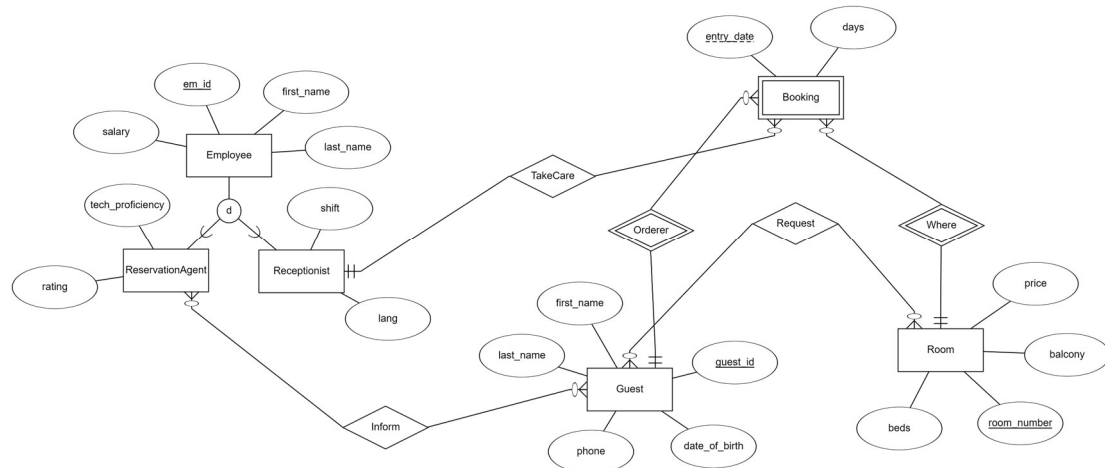 entry_date
days
Booking
em_id
first_name
salary
last_name
Employee
TakeCare
tech_proficiency
d
shift
Orderer
Request
Where
ReservationAgent
Receptionist
rating
lang
price
first_name
last_name
guest_id
Room
balcony
Guest
beds
room_number
Inform
phone
date_of_birth